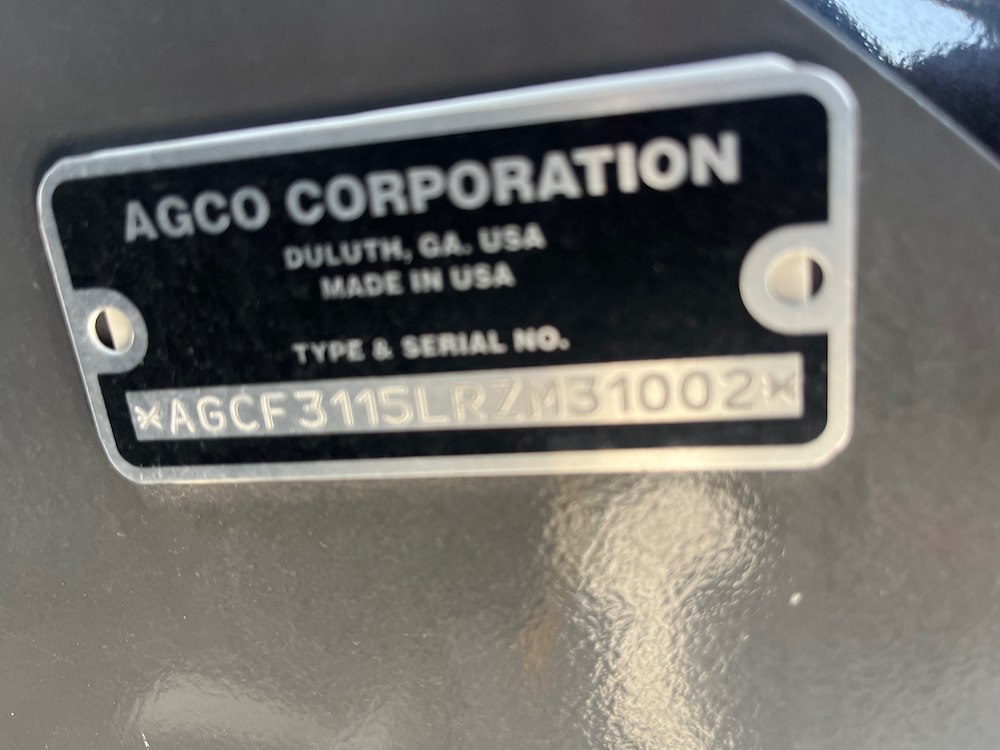 AGCO CORPORATION
DULUTH, GA. USA
MADE IN USA
TYPE & SERIAL NO.
*AGCF3115LRZM31002*